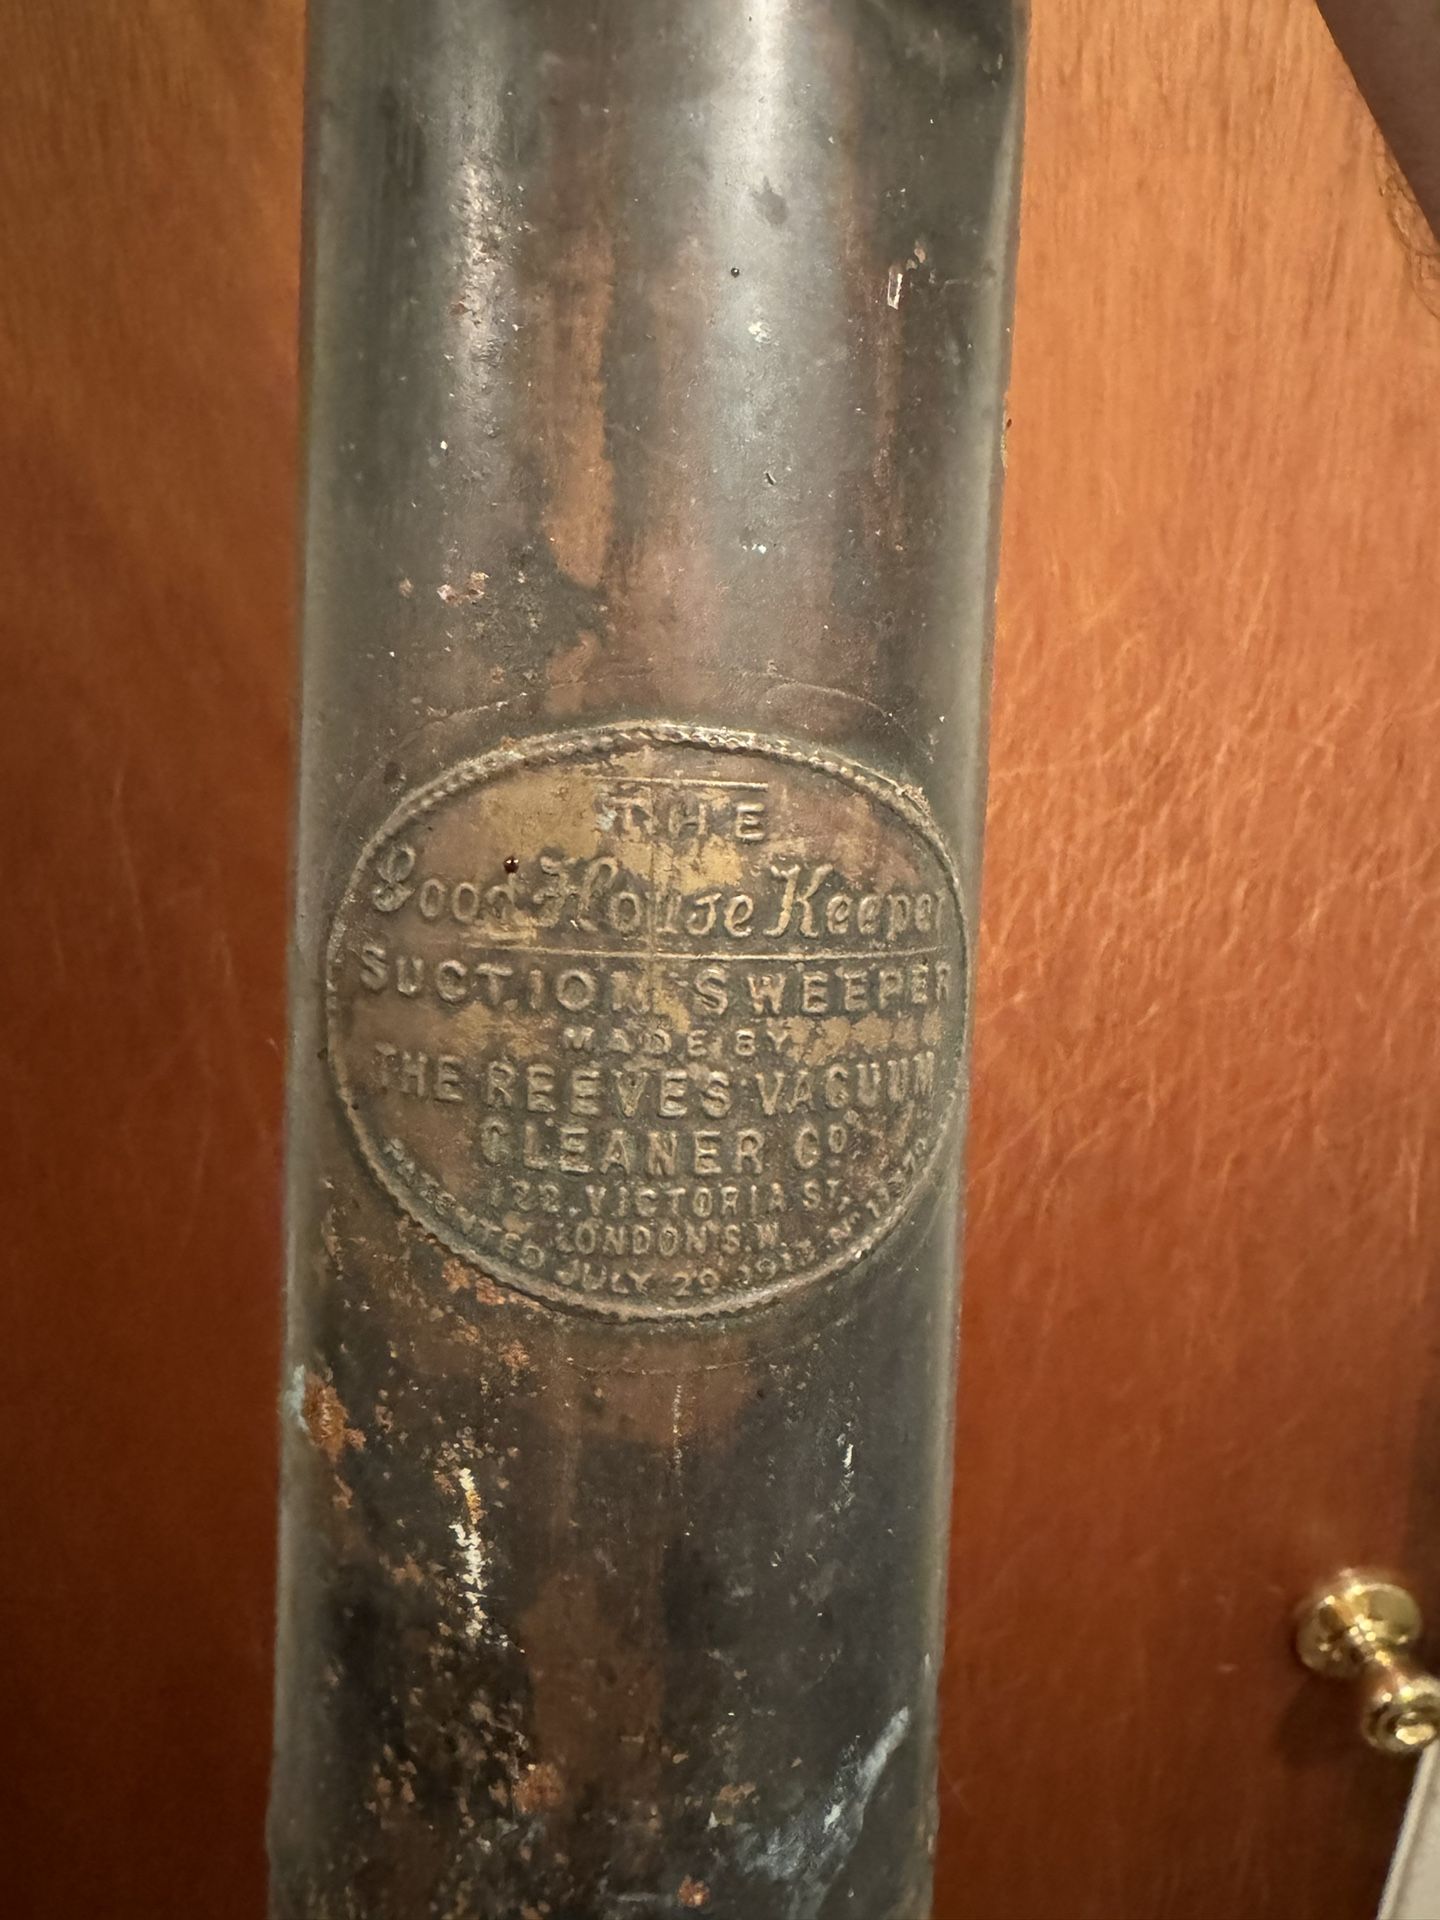 THE
Good House Keeper
SUCTION SWEEPER
MADE BY
THE REEVES VACUUM
CLEANER Co
VICTORIA ST,
LONDON S.W.
PATENTED JULY 29